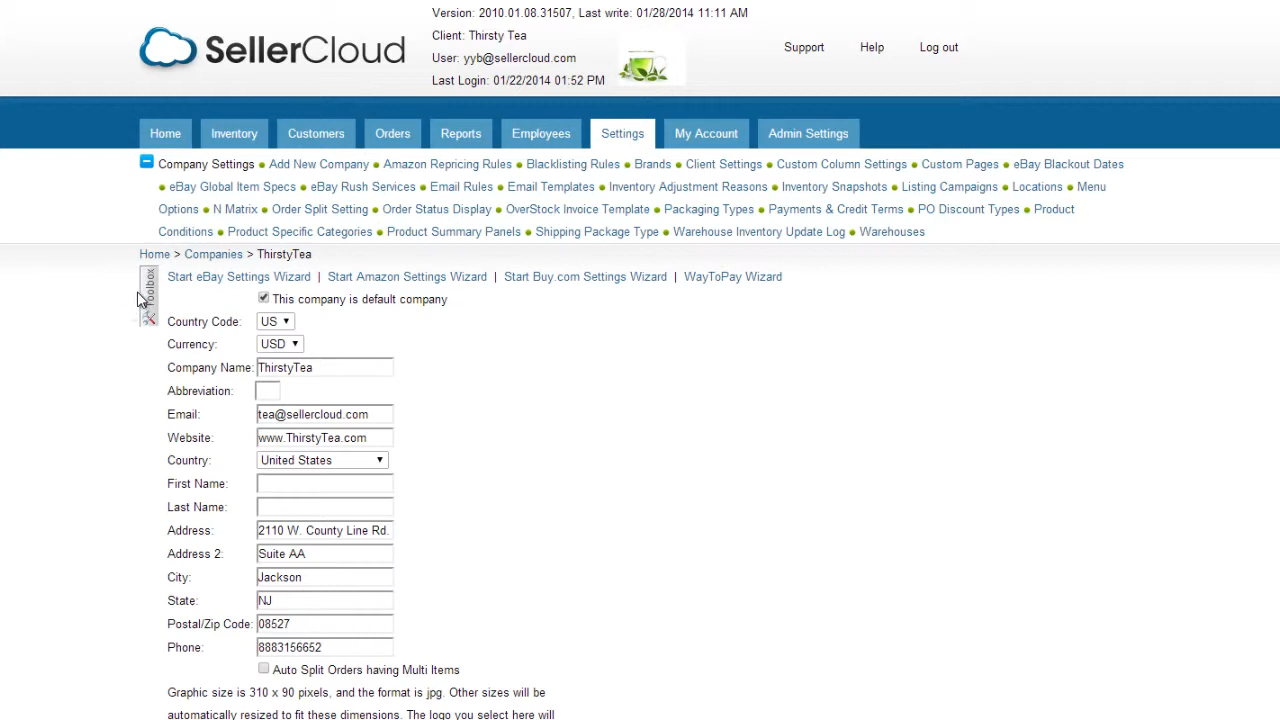 Version: 2010.01.08.31507, Last write: 01/28/2014 11:11 AM
SellerCloud
Client: Thirsty Tea
User: yyb@sellercloud.com
Last Login: 01/22/2014 01:52 PM
Support Help Log out
Home Inventory Customers Orders Reports Employees Settings My Account Admin Settings
Company Settings Add New Company Amazon Repricing Rules Blacklisting Rules Brands Client Settings Custom Column Settings Custom Pages eBay Blackout Dates
eBay Global Item Specs eBay Rush Services Email Rules Email Templates Inventory Adjustment Reasons Inventory Snapshots Listing Campaigns Locations Menu
Options N Matrix Order Split Setting Order Status Display OverStock Invoice Template Packaging Types Payments & Credit Terms PO Discount Types Product
Conditions Product Specific Categories Product Summary Panels Shipping Package Type Warehouse Inventory Update Log Warehouses
Home > Companies > ThirstyTea
Toolbox
Start eBay Settings Wizard | Start Amazon Settings Wizard | Start Buy.com Settings Wizard | WayToPay Wizard
This company is default company
Country Code: US
Currency: USD
Company Name: ThirstyTea
Abbreviation:
Email: tea@sellercloud.com
Website: www.ThirstyTea.com
Country: United States
First Name:
Last Name:
Address: 2110 W. County Line Rd.
Address 2: Suite AA
City: Jackson
State: NJ
Postal/Zip Code: 08527
Phone: 8883156652
Auto Split Orders having Multi Items
Graphic size is 310 x 90 pixels, and the format is jpg. Other sizes will be
automatically resized to fit these dimensions. The logo you select here will